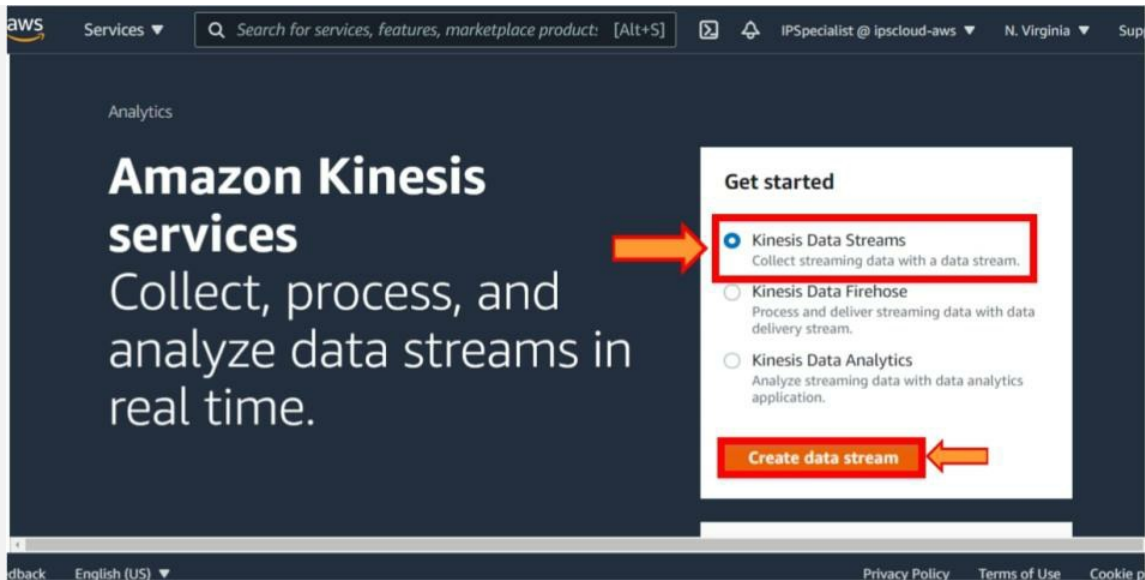 aws Services Search for services, features, marketplace product: [Alt+S] IPSpecialist @ ipscloud-aws N. Virginia Sup
Analytics
Amazon Kinesis
services
Collect, process, and
analyze data streams in
real time.
Get started
Kinesis Data Streams
Collect streaming data with a data stream.
Kinesis Data Firehose
Process and deliver streaming data with data
delivery stream.
Kinesis Data Analytics
Analyze streaming data with data analytics
application.
Create data stream
dback English (US) Privacy Policy Terms of Use Cookie p